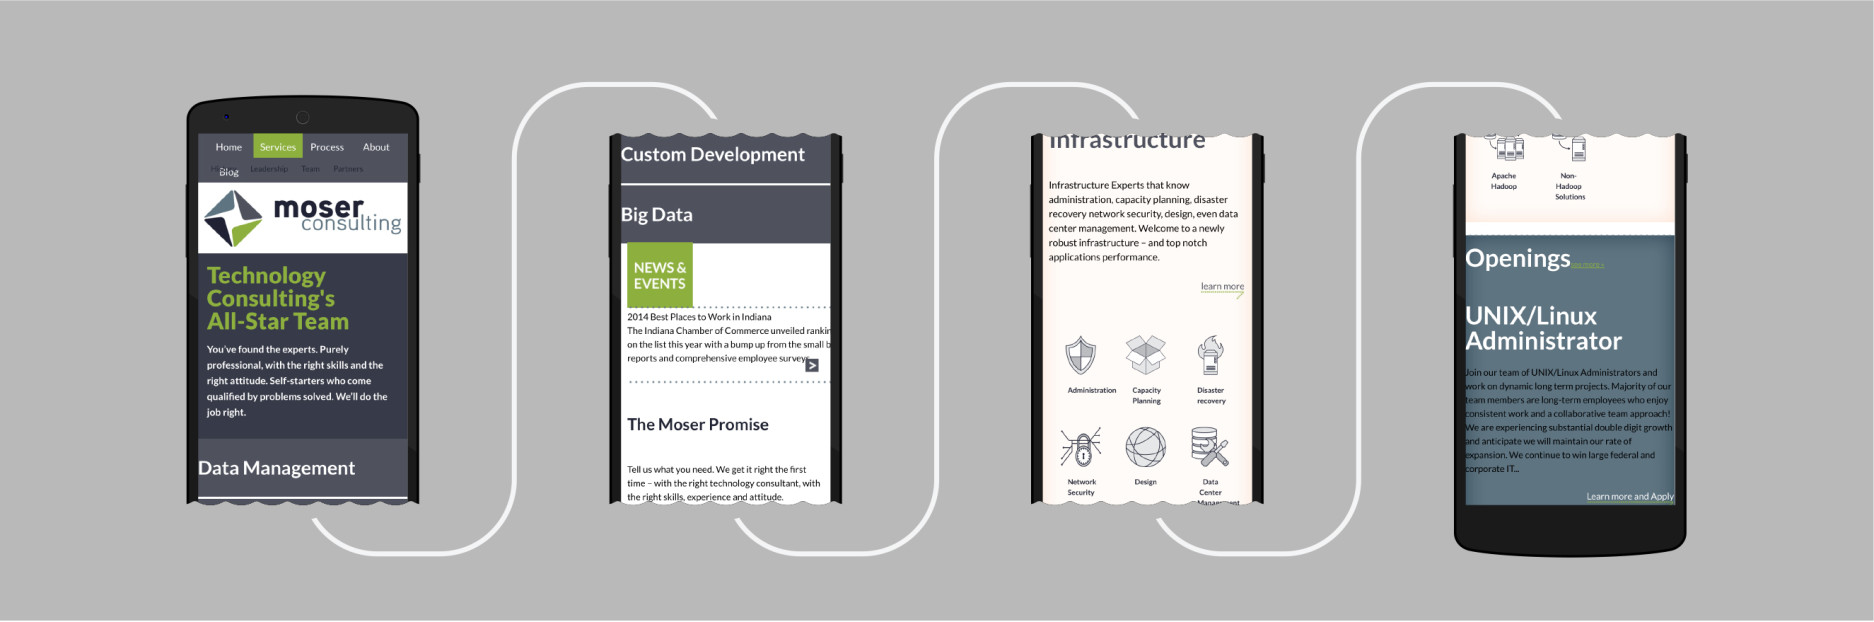 Home Services Process About
Leadership Team Partners
Blog
moser
consulting
Technology
Consulting's
All-Star Team
You've found the experts. Purely
professional, with the right skills and the
right attitude. Self-starters who come
qualified by problems solved. We'll do the
job right.
Data Management
Custom Development
Big Data
NEWS &
EVENTS
2014 Best Places to Work in Indiana
The Indiana Chamber of Commerce unveiled
on the list this year with a bump up from the small
reports and comprehensive employee surveys
>
The Moser Promise
Tell us what you need. We get it right the first
time – with the right technology consultant, with
the right skills, experience and attitude.
Infrastructure
Infrastructure Experts that know
administration, capacity planning, disaster
recovery network security, design, even data
center management. Welcome to a newly
robust infrastructure – and top notch
applications performance.
learn more
Administration
Capacity
Planning
Disaster
recovery
Network
Security
Design
Data
Center
Management
Apache
Hadoop
Non-
Hadoop
Solutions
Openings see more »
UNIX/Linux
Administrator
Join our team of UNIX/Linux Administrators and
work on dynamic long term projects. Majority of our
team members are long-term employees who enjoy
consistent work and a collaborative team approach!
We are experiencing substantial double digit growth
and anticipate we will maintain our rate of
expansion. We continue to win large federal and
corporate IT...
Learn more and Apply